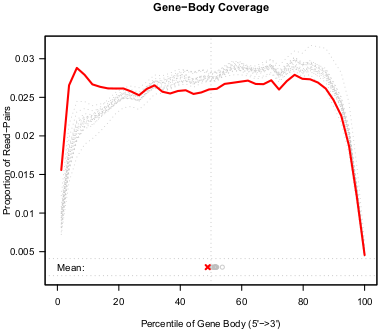 Gene−Body Coverage
Proportion of Read−Pairs
0.03
0.025
0.02
0.015
0.01
0.005
Mean:
0 20 40 60 80 100
Percentile of Gene Body (5'−>3')